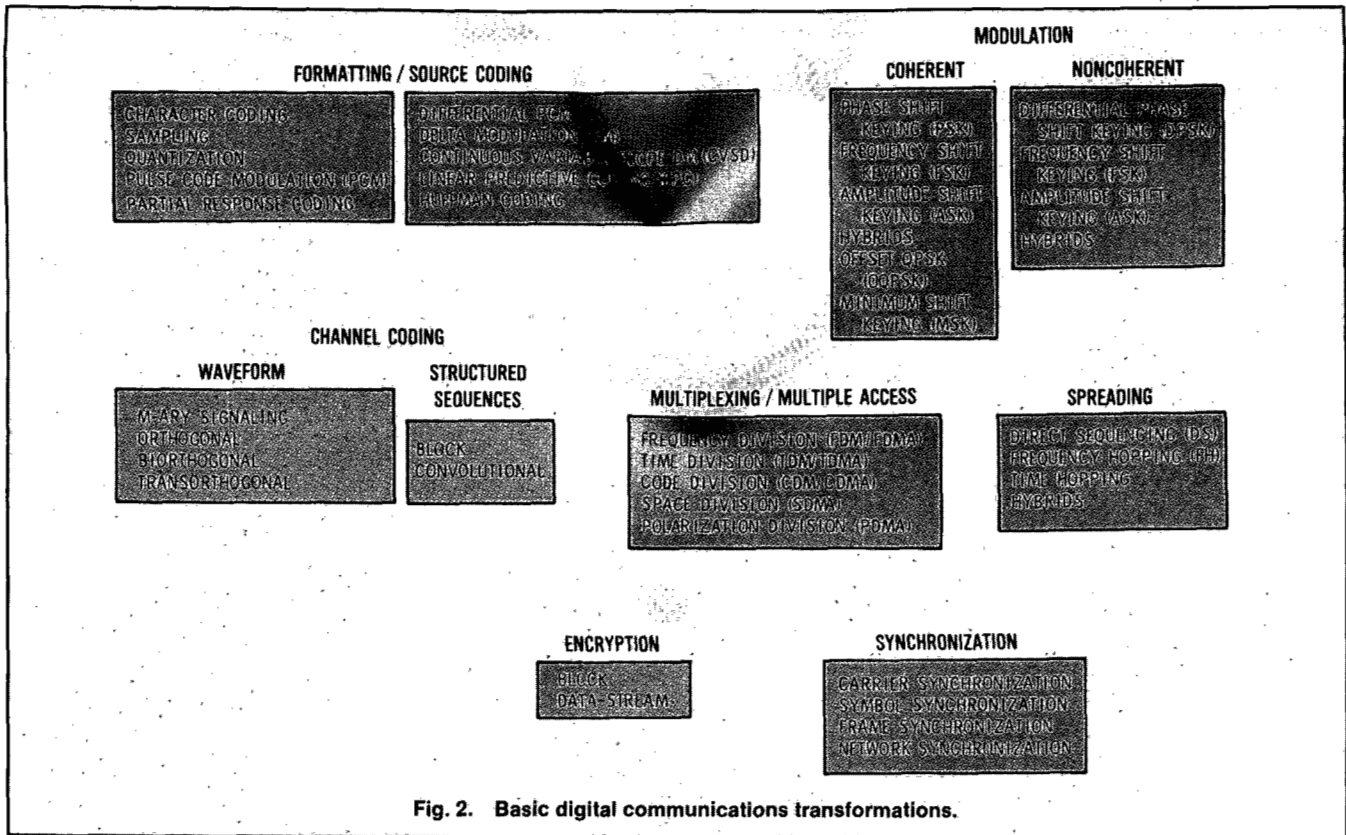 FORMATTING / SOURCE CODING
CHARACTER CODING
SAMPLING
QUANTIZATION
PULSE CODE MODULATION (PCM)
PARTIAL RESPONSE CODING
DIFFERENTIAL PCM
DELTA MODULATION
CONTINUOUS DM (CVSD)
LINEAR PREDICTIVE
HUFFMAN CODING
MODULATION
COHERENT
PHASE SHIFT
KEYING (PSK)
FREQUENCY SHIFT
KEYING (FSK)
AMPLITUDE SHIFT
KEYING (ASK)
HYBRIDS
OFFSET QPSK
(OQPSK)
MINIMUM SHIFT
KEYING (MSK)
NONCOHERENT
DIFFERENTIAL PHASE
SHIFT KEYING (DPSK)
FREQUENCY SHIFT
KEYING (FSK)
AMPLITUDE SHIFT
KEYING (ASK)
HYBRIDS
CHANNEL CODING
WAVEFORM
M-ARY SIGNALING
ORTHOGONAL
BIORTHOGONAL
TRANSORTHOGONAL
STRUCTURED
SEQUENCES
BLOCK
CONVOLUTIONAL
MULTIPLEXING / MULTIPLE ACCESS
FREQUENCY DIVISION (FDM/FDMA)
TIME DIVISION (TDM/TDMA)
CODE DIVISION (CDM/CDMA)
SPACE DIVISION (SDMA)
POLARIZATION DIVISION (PDMA)
SPREADING
DIRECT SEQUENCING (DS)
FREQUENCY HOPPING (FH)
TIME HOPPING
HYBRIDS
ENCRYPTION
BLOCK
DATA-STREAM
SYNCHRONIZATION
CARRIER SYNCHRONIZATION
SYMBOL SYNCHRONIZATION
FRAME SYNCHRONIZATION
NETWORK SYNCHRONIZATION
Fig. 2. Basic digital communications transformations.